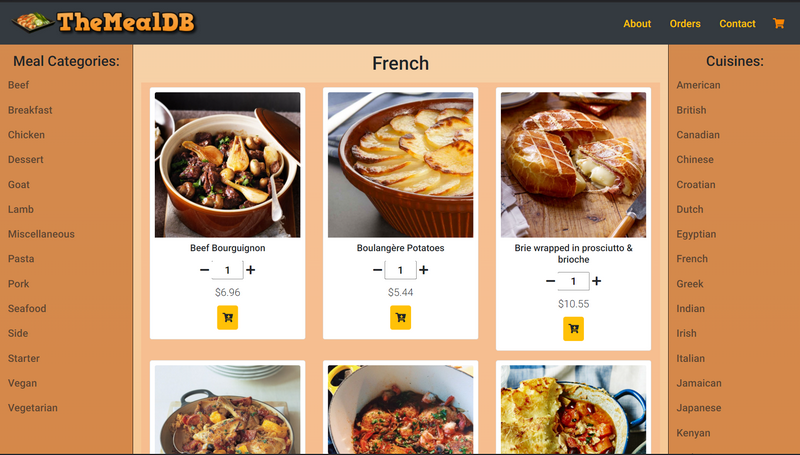 TheMealDB
About
Orders
Contact
Meal Categories:
Beef
Breakfast
Chicken
Dessert
Goat
Lamb
Miscellaneous
Pasta
Pork
Seafood
Side
Starter
Vegan
Vegetarian
French
Beef Bourguignon
1
$6.96
Boulangère Potatoes
1
$5.44
Brie wrapped in prosciutto &
brioche
1
$10.55
Cuisines:
American
British
Canadian
Chinese
Croatian
Dutch
Egyptian
French
Greek
Indian
Irish
Italian
Jamaican
Japanese
Kenyan